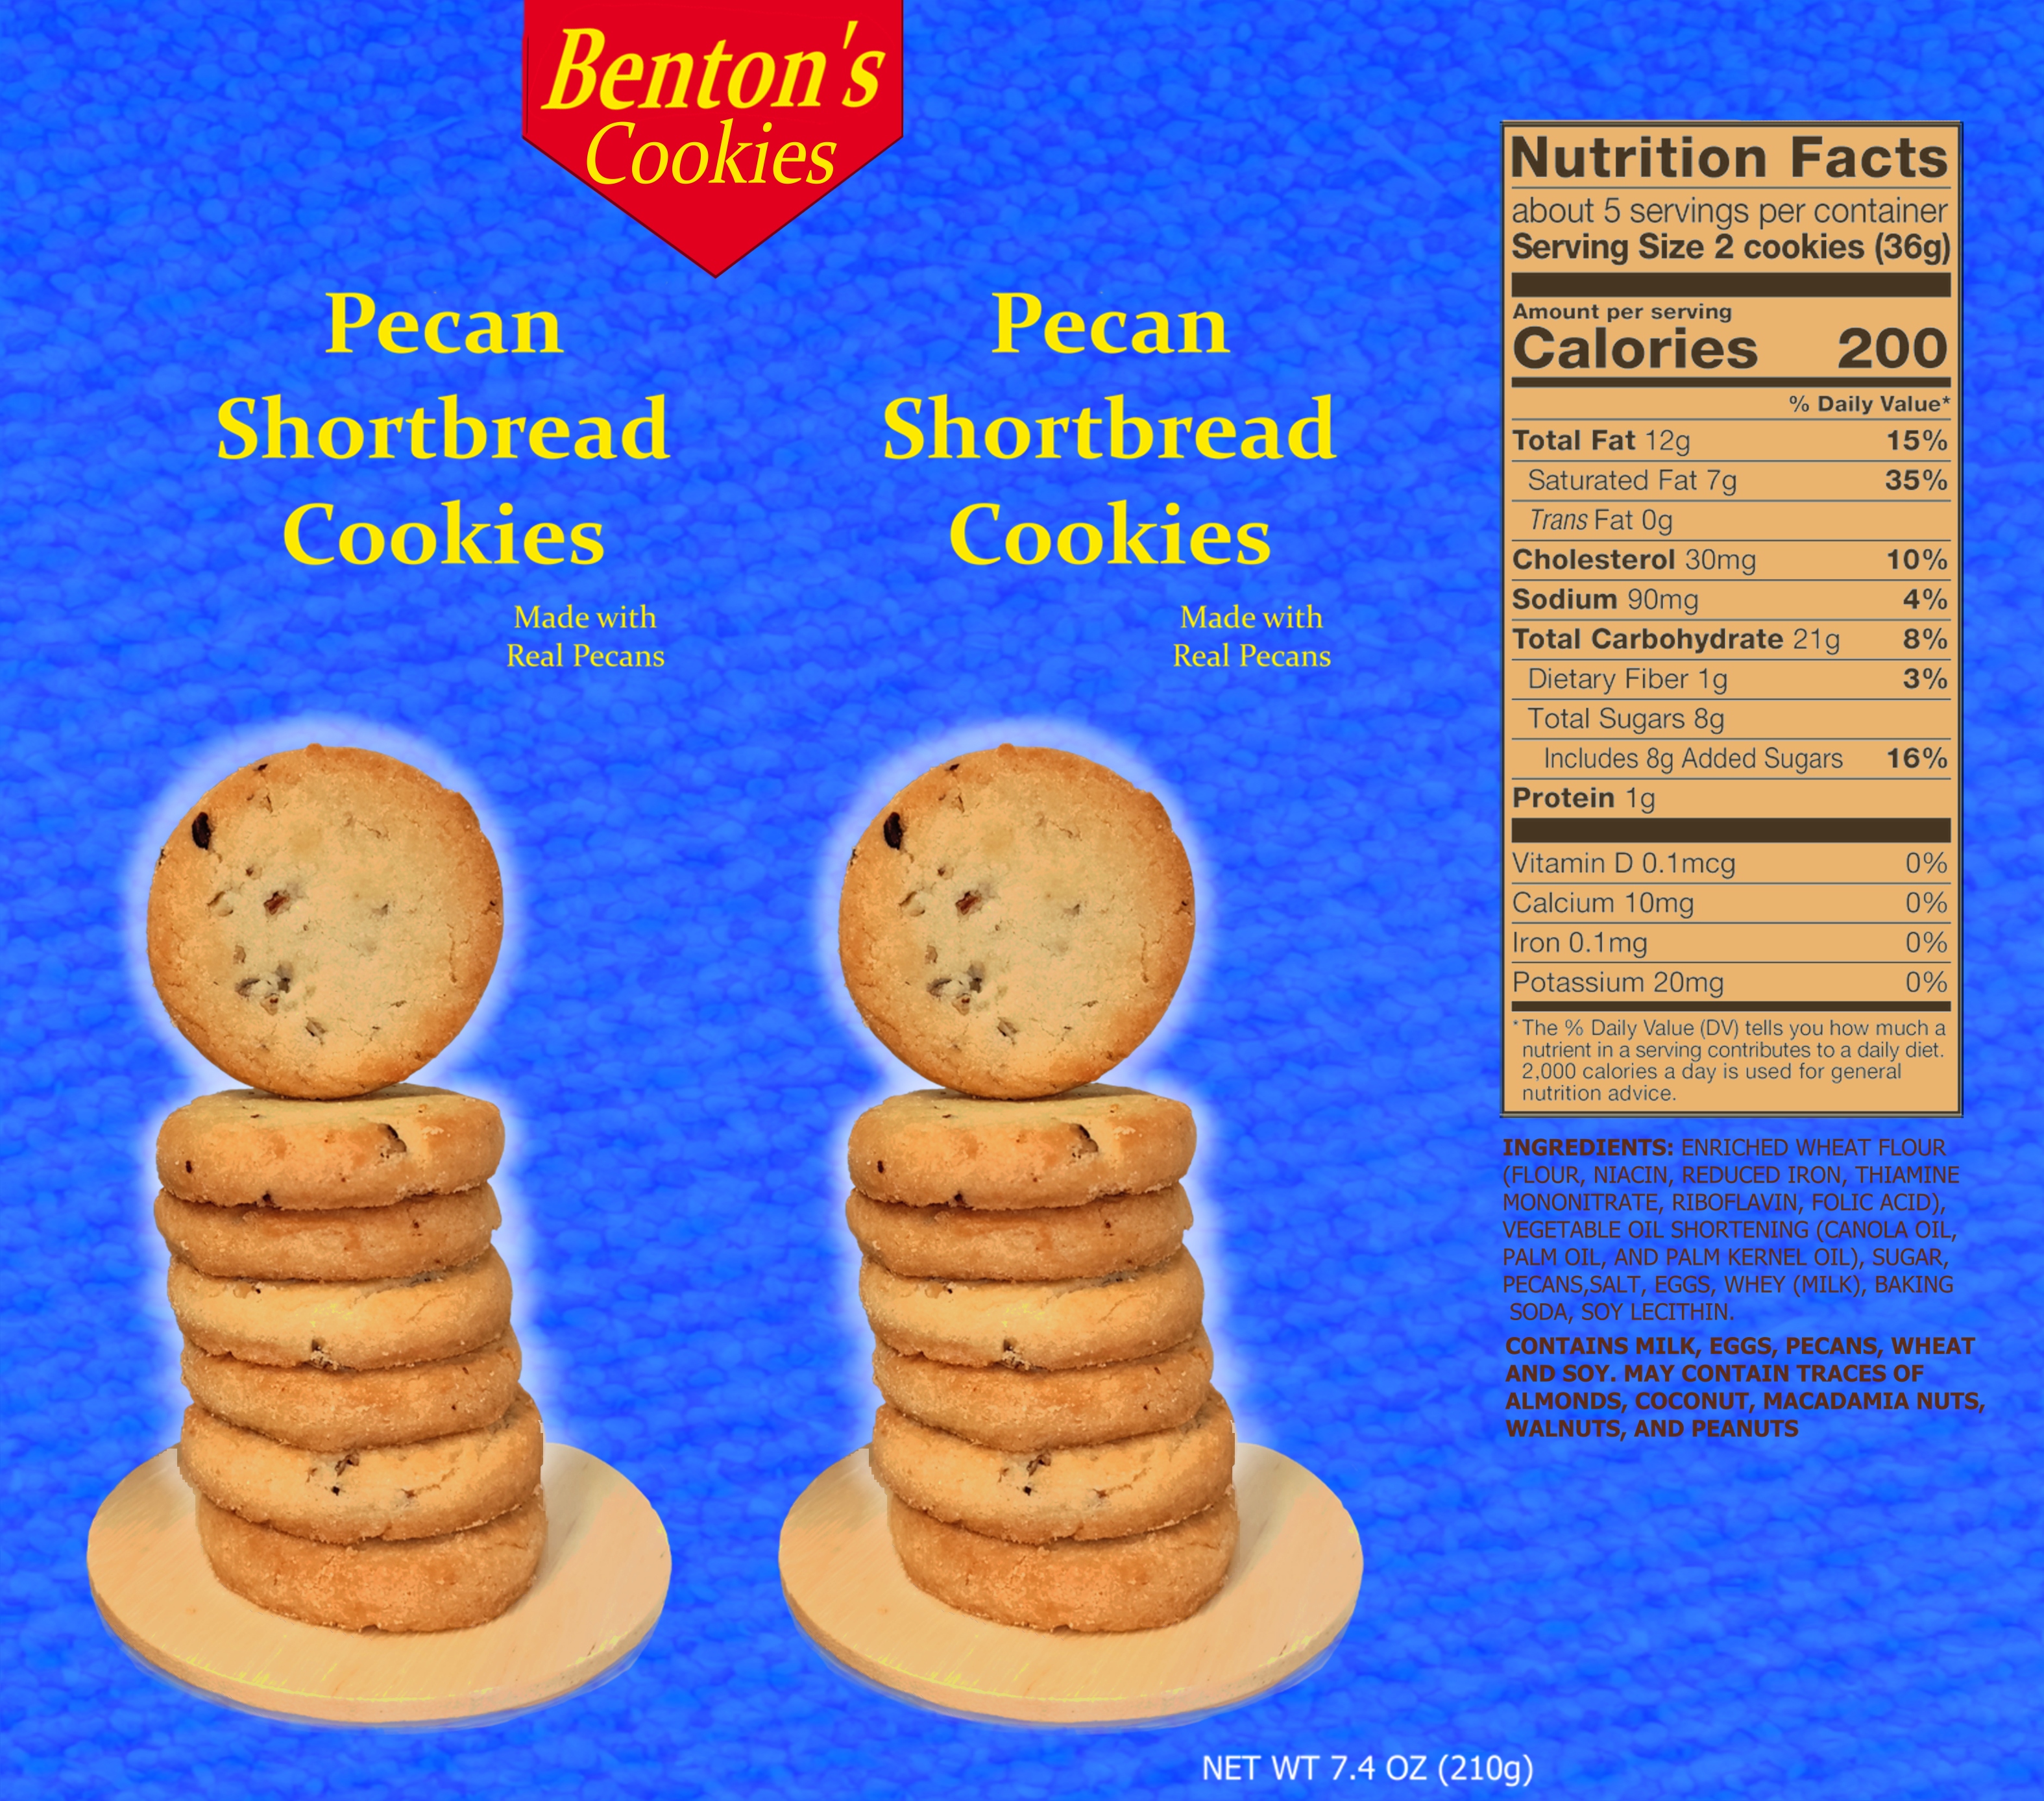 Benton's
Cookies
Pecan
Shortbread
Cookies
Made with
Real Pecans
Pecan
Shortbread
Cookies
Made with
Real Pecans
NET WT 7.4 OZ (210g)
Nutrition Facts
about 5 servings per container
Serving Size 2 cookies (36g)
Amount per serving
Calories 200
% Daily Value*
Total Fat 12g 15%
Saturated Fat 7g 35%
Trans Fat 0g
Cholesterol 30mg 10%
Sodium 90mg 4%
Total Carbohydrate 21g 8%
Dietary Fiber 1g 3%
Total Sugars 8g
Includes 8g Added Sugars 16%
Protein 1g
Vitamin D 0.1mcg 0%
Calcium 10mg 0%
Iron 0.1mg 0%
Potassium 20mg 0%
*The % Daily Value (DV) tells you how much a
nutrient in a serving contributes to a daily diet.
2,000 calories a day is used for general
nutrition advice.
INGREDIENTS: ENRICHED WHEAT FLOUR
(FLOUR, NIACIN, REDUCED IRON, THIAMINE
MONONITRATE, RIBOFLAVIN, FOLIC ACID),
VEGETABLE OIL SHORTENING (CANOLA OIL,
PALM OIL, AND PALM KERNEL OIL), SUGAR,
PECANS,SALT, EGGS, WHEY (MILK), BAKING
SODA, SOY LECITHIN.
CONTAINS MILK, EGGS, PECANS, WHEAT
AND SOY. MAY CONTAIN TRACES OF
ALMONDS, COCONUT, MACADAMIA NUTS,
WALNUTS, AND PEANUTS